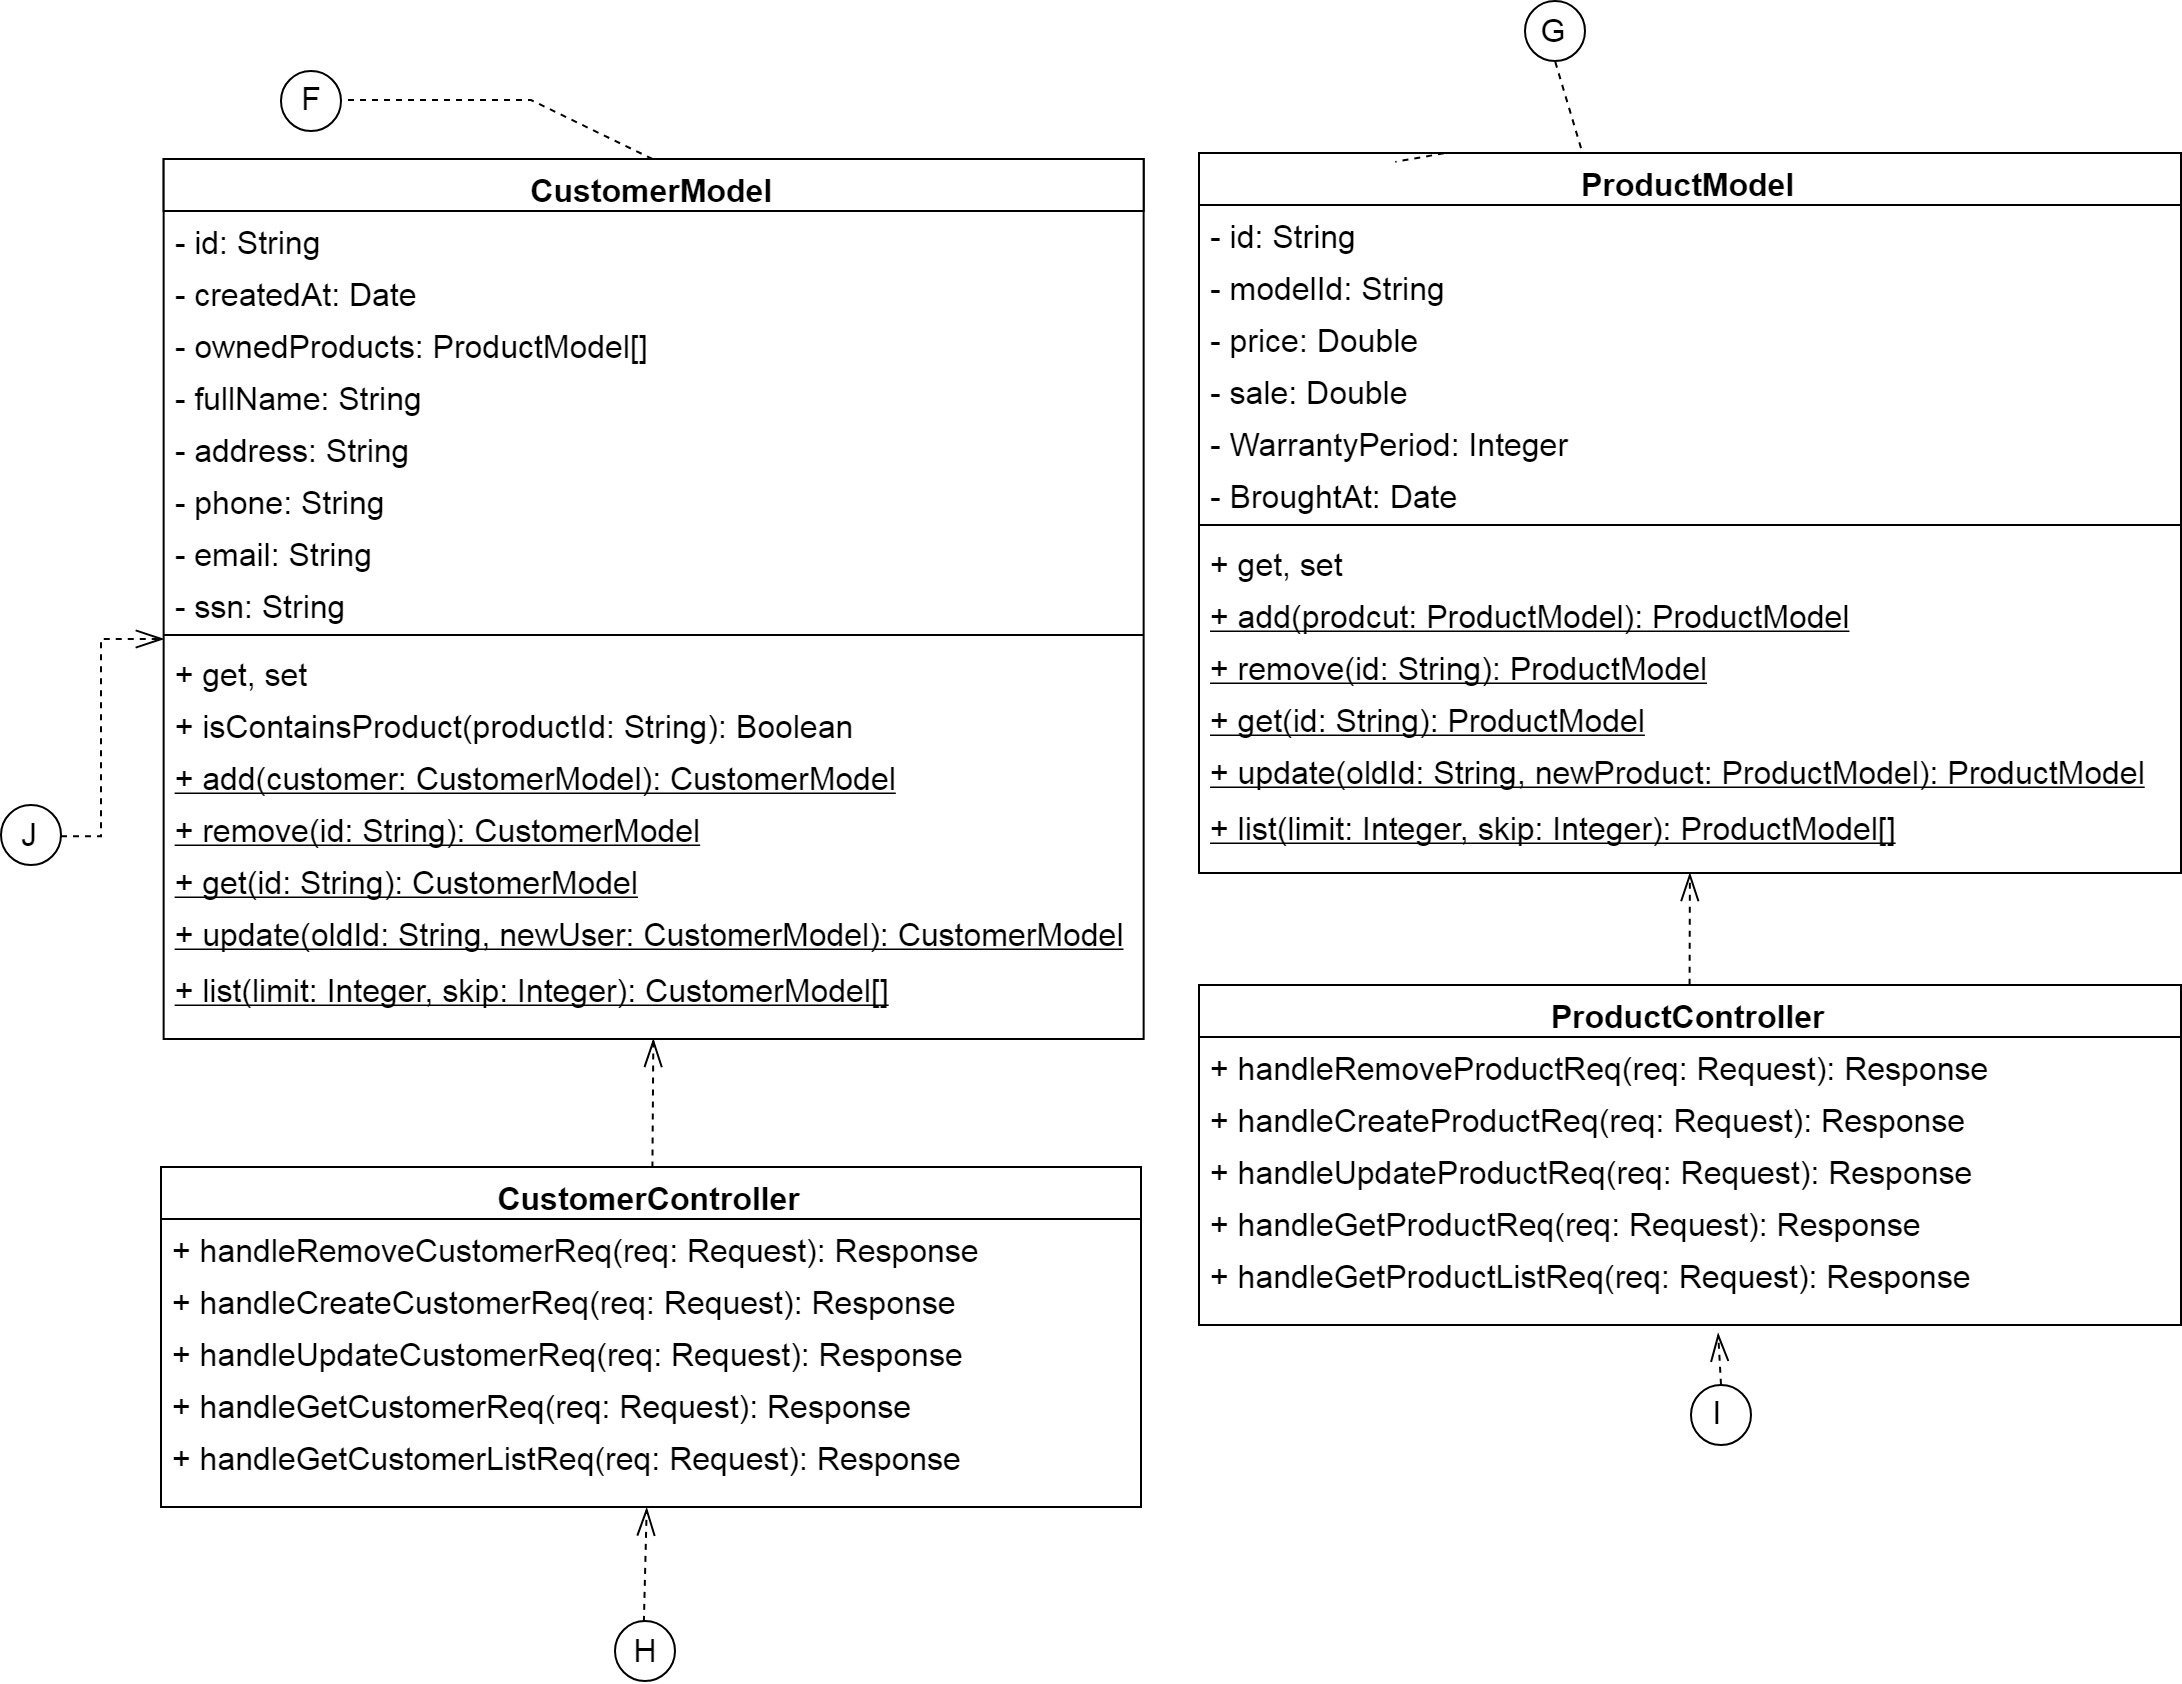 F
G
CustomerModel
- id: String
- createdAt: Date
- ownedProducts: ProductModel[]
- fullName: String
- address: String
- phone: String
- email: String
- ssn: String
+ get, set
+ isContainsProduct(productId: String): Boolean
+ add(customer: CustomerModel): CustomerModel
+ remove(id: String): CustomerModel
+ get(id: String): CustomerModel
+ update(oldId: String, newUser: CustomerModel): CustomerModel
+ list(limit: Integer, skip: Integer): CustomerModel[]
J
ProductModel
- id: String
- modelId: String
- price: Double
- sale: Double
- WarrantyPeriod: Integer
- BroughtAt: Date
+ get, set
+ add(prodcut: ProductModel): ProductModel
+ remove(id: String): ProductModel
+ get(id: String): ProductModel
+ update(oldId: String, newProduct: ProductModel): ProductModel
+ list(limit: Integer, skip: Integer): ProductModel[]
CustomerController
+ handleRemoveCustomerReq(req: Request): Response
+ handleCreateCustomerReq(req: Request): Response
+ handleUpdateCustomerReq(req: Request): Response
+ handleGetCustomerReq(req: Request): Response
+ handleGetCustomerListReq(req: Request): Response
H
ProductController
+ handleRemoveProductReq(req: Request): Response
+ handleCreateProductReq(req: Request): Response
+ handleUpdateProductReq(req: Request): Response
+ handleGetProductReq(req: Request): Response
+ handleGetProductListReq(req: Request): Response
I